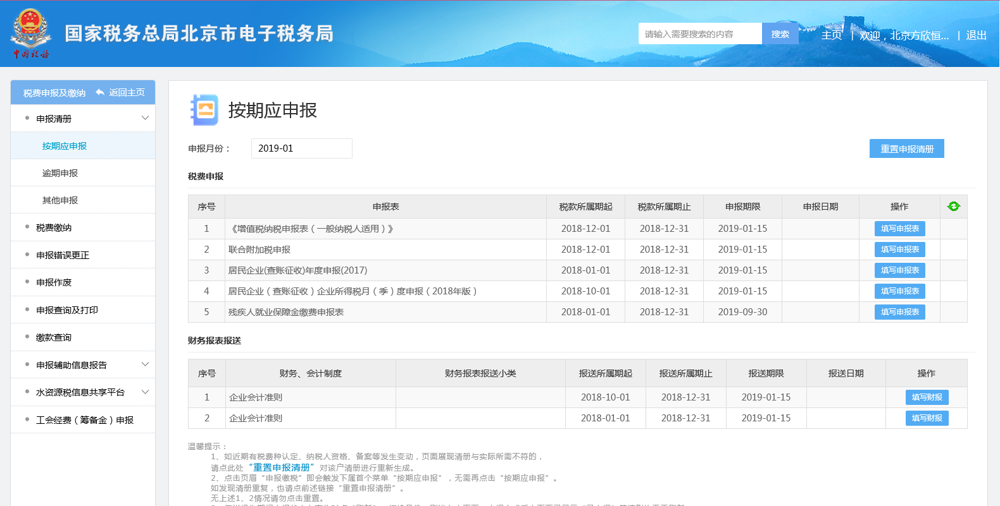 中国税务
国家税务总局北京市电子税务局
请输入需要搜索的内容 搜索 主页 | 欢迎，北京方欣恒... | 退出
税费申报及缴纳 返回主页
申报清册
按期应申报
逾期申报
其他申报
税费缴纳
申报错误更正
申报作废
申报查询及打印
缴款查询
申报辅助信息报告
水资源税信息共享平台
工会经费（筹备金）申报
按期应申报
申报月份： 2019-01 重置申报清册
税费申报
序号 申报表 税款所属期起 税款所属期止 申报期限 申报日期 操作
1 《增值税纳税申报表（一般纳税人适用）》 2018-12-01 2018-12-31 2019-01-15 填写申报表
2 联合附加税申报 2018-12-01 2018-12-31 2019-01-15 填写申报表
3 居民企业(查账征收)年度申报(2017) 2018-01-01 2018-12-31 2019-01-15 填写申报表
4 居民企业（查账征收）企业所得税月（季）度申报（2018年版） 2018-10-01 2018-12-31 2019-01-15 填写申报表
5 残疾人就业保障金缴费申报表 2018-01-01 2018-12-31 2019-09-30 填写申报表
财务报表报送
序号 财务、会计制度 财务报表报送小类 报送所属期起 报送所属期止 报送期限 报送日期 操作
1 企业会计准则 2018-10-01 2018-12-31 2019-01-15 填写财报
2 企业会计准则 2018-01-01 2018-12-31 2019-01-15 填写财报
温馨提示：
1、如近期有税费种认定、纳税人资格、备案等发生变动，页面展现清册与实际所需不符的，
请点此处“重置申报清册”对该户清册进行重新生成。
2、点击页眉“申报缴税”即会触发下属首个菜单“按期应申报”，无需再点击“按期应申报”。
如发现清册重复，也请点前述链接“重置申报清册”。
无上述1、2情况请勿点击重置。